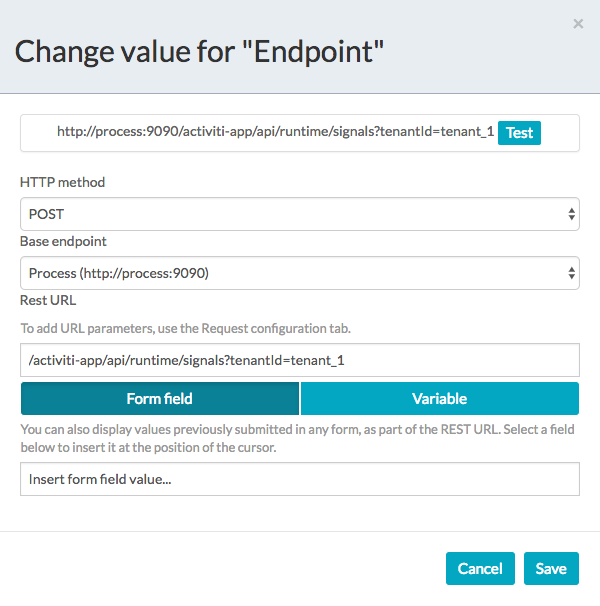 ×
Change value for "Endpoint"
http://process:9090/activiti-app/api/runtime/signals?tenantId=tenant_1 Test
HTTP method
POST
Base endpoint
Process (http://process:9090)
Rest URL
To add URL parameters, use the Request configuration tab.
/activiti-app/api/runtime/signals?tenantId=tenant_1
Form field Variable
You can also display values previously submitted in any form, as part of the REST URL. Select a field
below to insert it at the position of the cursor.
Insert form field value...
Cancel Save